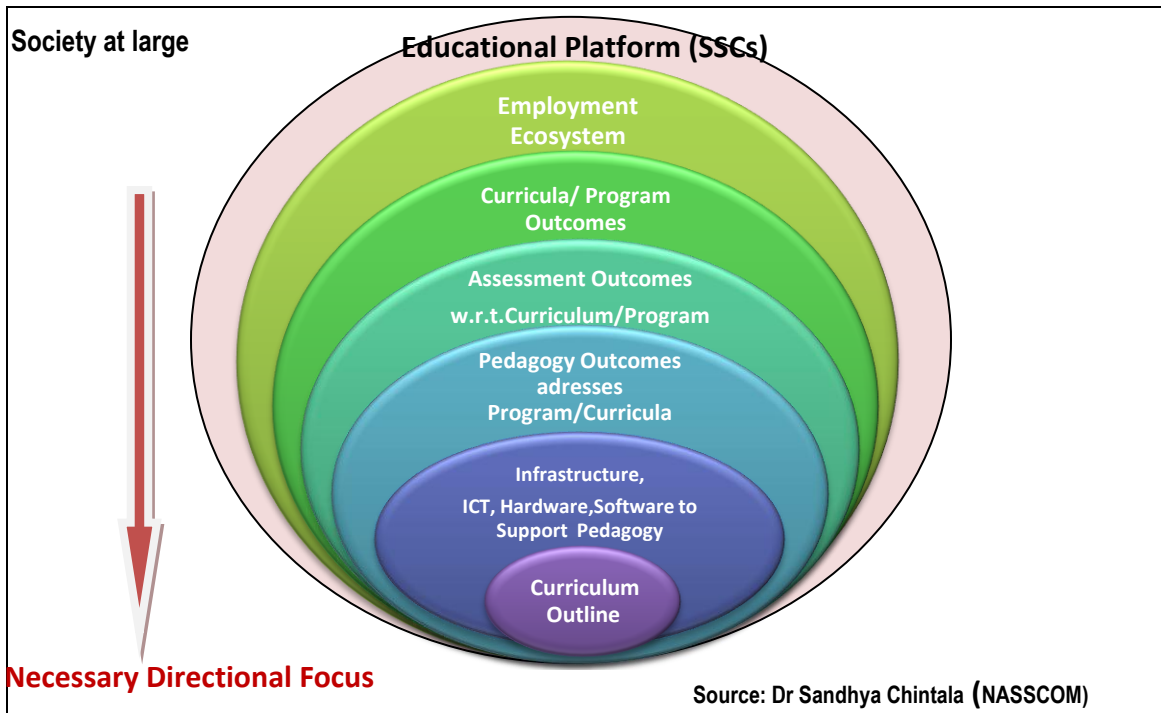 Society at large
Educational Platform (SSCs)
Employment
Ecosystem
Curricula/ Program
Outcomes
Assessment Outcomes
w.r.t.Curriculum/Program
Pedagogy Outcomes
adresses
Program/Curricula
Infrastructure,
ICT, Hardware,Software to
Support Pedagogy
Curriculum
Outline
Necessary Directional Focus
Source: Dr Sandhya Chintala (NASSCOM)